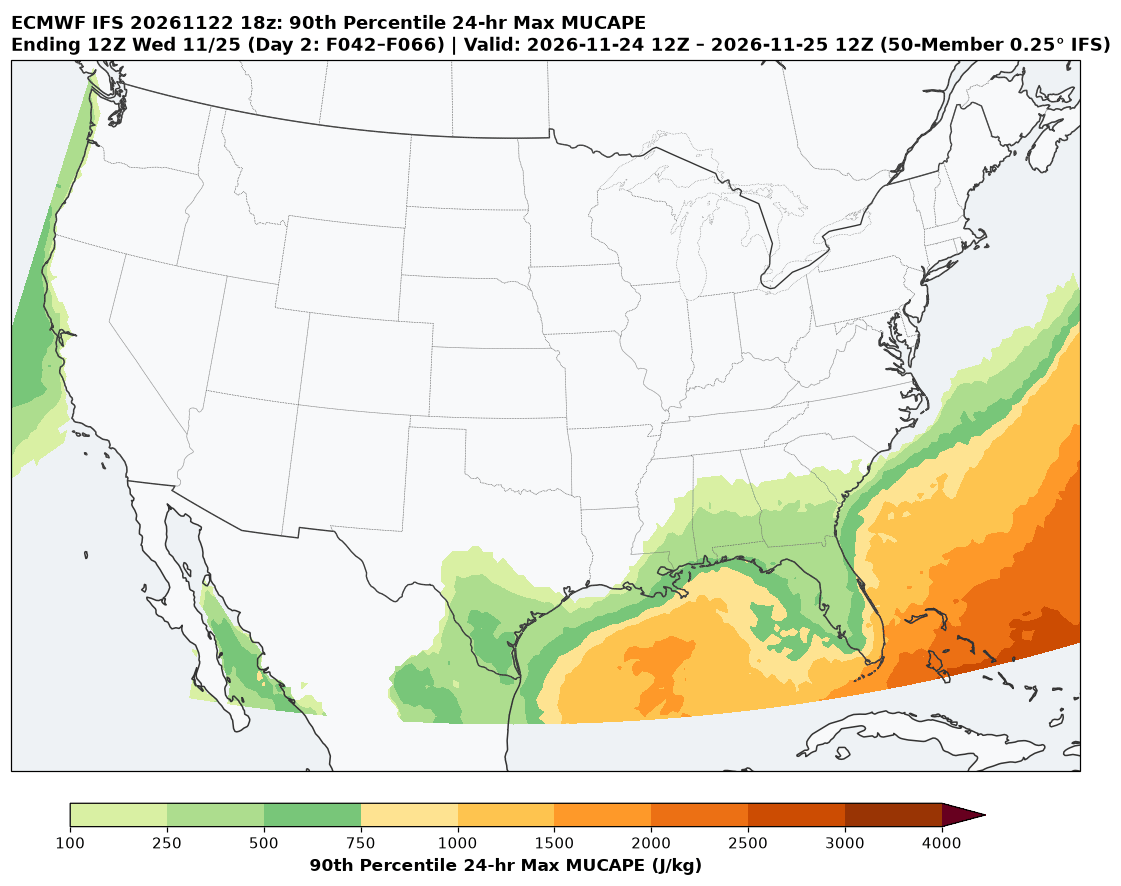 ECMWF IFS 20261122 18z: 90th Percentile 24-hr Max MUCAPE
Ending 12Z Wed 11/25 (Day 2: F042–F066) | Valid: 2026-11-24 12Z – 2026-11-25 12Z (50-Member 0.25° IFS)
100 250 500 750 1000 1500 2000 2500 3000 4000
90th Percentile 24-hr Max MUCAPE (J/kg)